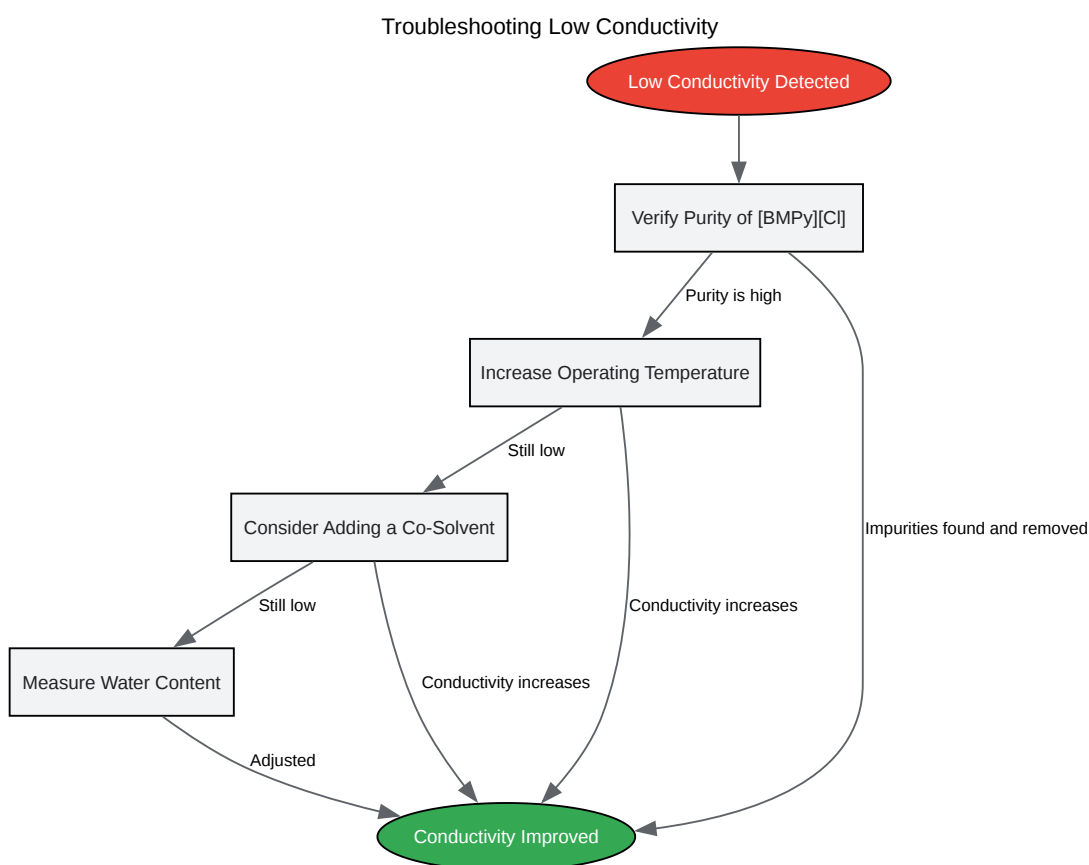 Troubleshooting Low Conductivity
Low Conductivity Detected
Verify Purity of [BMPy][Cl]
Purity is high
Increase Operating Temperature
Still low
Consider Adding a Co-Solvent
Impurities found and removed
Still low
Conductivity increases
Measure Water Content
Conductivity increases
Adjusted
Conductivity Improved